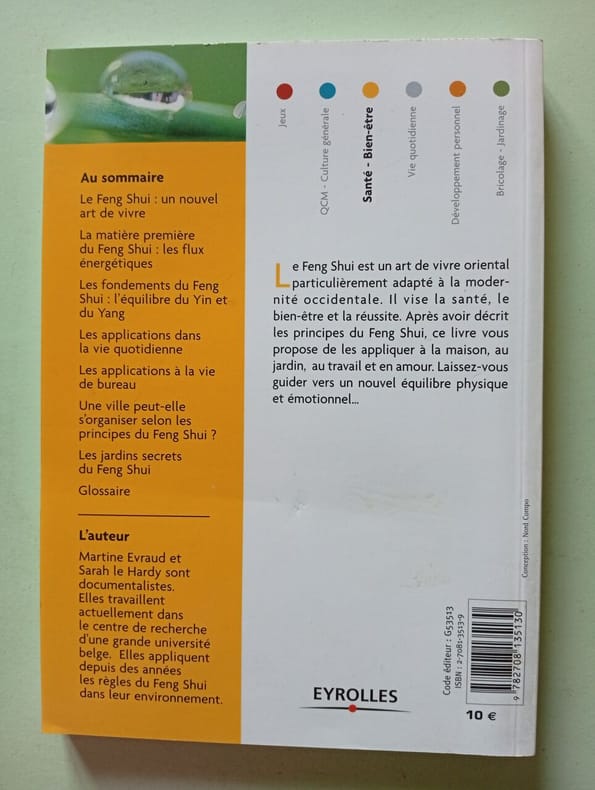 Au sommaire
Le Feng Shui : un nouvel
art de vivre
La matière première
du Feng Shui : les flux
énergétiques
Les fondements du Feng
Shui : l'équilibre du Yin et
du Yang
Les applications dans
la vie quotidienne
Les applications à la vie
de bureau
Une ville peut-elle
s'organiser selon les
principes du Feng Shui ?
Les jardins secrets
du Feng Shui
Glossaire
L'auteur
Martine Evraud et
Sarah le Hardy sont
documentalistes.
Elles travaillent
actuellement dans
le centre de recherche
d'une grande université
belge. Elles appliquent
depuis des années
les règles du Feng Shui
dans leur environnement.
Jeux
QCM - Culture générale
Santé - Bien-être
Vie quotidienne
Développement personnel
Bricolage - Jardinage
Le Feng Shui est un art de vivre oriental
particulièrement adapté à la moder-
nité occidentale. Il vise la santé, le
bien-être et la réussite. Après avoir décrit
les principes du Feng Shui, ce livre vous
propose de les appliquer à la maison, au
jardin, au travail et en amour. Laissez-vous
guider vers un nouvel équilibre physique
et émotionnel...
Conception : Nord Compo
Code éditeur : G53513
ISBN : 2-7081-3513-9
9 782708 135130
EYROLLES
10 €